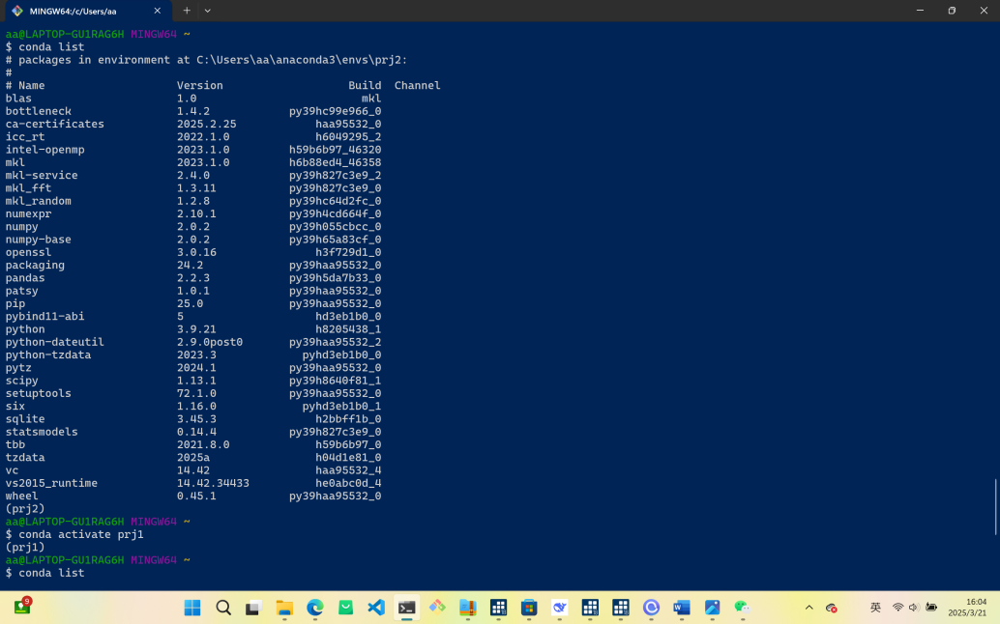 MINGW64:/c/Users/aa
aa@LAPTOP-GU1RAG6H MINGW64 ~
$ conda list
# packages in environment at C:\Users\aa\anaconda3\envs\prj2:
#
# Name Version Build Channel
blas 1.0 mkl
bottleneck 1.4.2 py39hc99e966_0
ca-certificates 2025.2.25 haa95532_0
icc_rt 2022.1.0 h6049295_2
intel-openmp 2023.1.0 h59b6b97_46320
mkl 2023.1.0 h6b88ed4_46358
mkl-service 2.4.0 py39h827c3e9_2
mkl_fft 1.3.11 py39h827c3e9_0
mkl_random 1.2.8 py39hc64d2fc_0
numexpr 2.10.1 py39h4cd664f_0
numpy 2.0.2 py39h055cbcc_0
numpy-base 2.0.2 py39h65a83cf_0
openssl 3.0.16 h3f729d1_0
packaging 24.2 py39haa95532_0
pandas 2.2.3 py39h5da7b33_0
patsy 1.0.1 py39haa95532_0
pip 25.0 py39haa95532_0
pybind11-abi 5 hd3eb1b0_0
python 3.9.21 h8205438_1
python-dateutil 2.9.0post0 py39haa95532_2
python-tzdata 2023.3 pyhd3eb1b0_0
pytz 2024.1 py39haa95532_0
scipy 1.13.1 py39h8640f81_1
setuptools 72.1.0 py39haa95532_0
six 1.16.0 pyhd3eb1b0_1
sqlite 3.45.3 h2bbff1b_0
statsmodels 0.14.4 py39h827c3e9_0
tbb 2021.8.0 h59b6b97_0
tzdata 2025a h04d1e81_0
vc 14.42 haa95532_4
vs2015_runtime 14.42.34433 he0abc0d_4
wheel 0.45.1 py39haa95532_0
(prj2)
aa@LAPTOP-GU1RAG6H MINGW64 ~
$ conda activate prj1
(prj1)
aa@LAPTOP-GU1RAG6H MINGW64 ~
$ conda list
9
英
16:04
2025/3/21